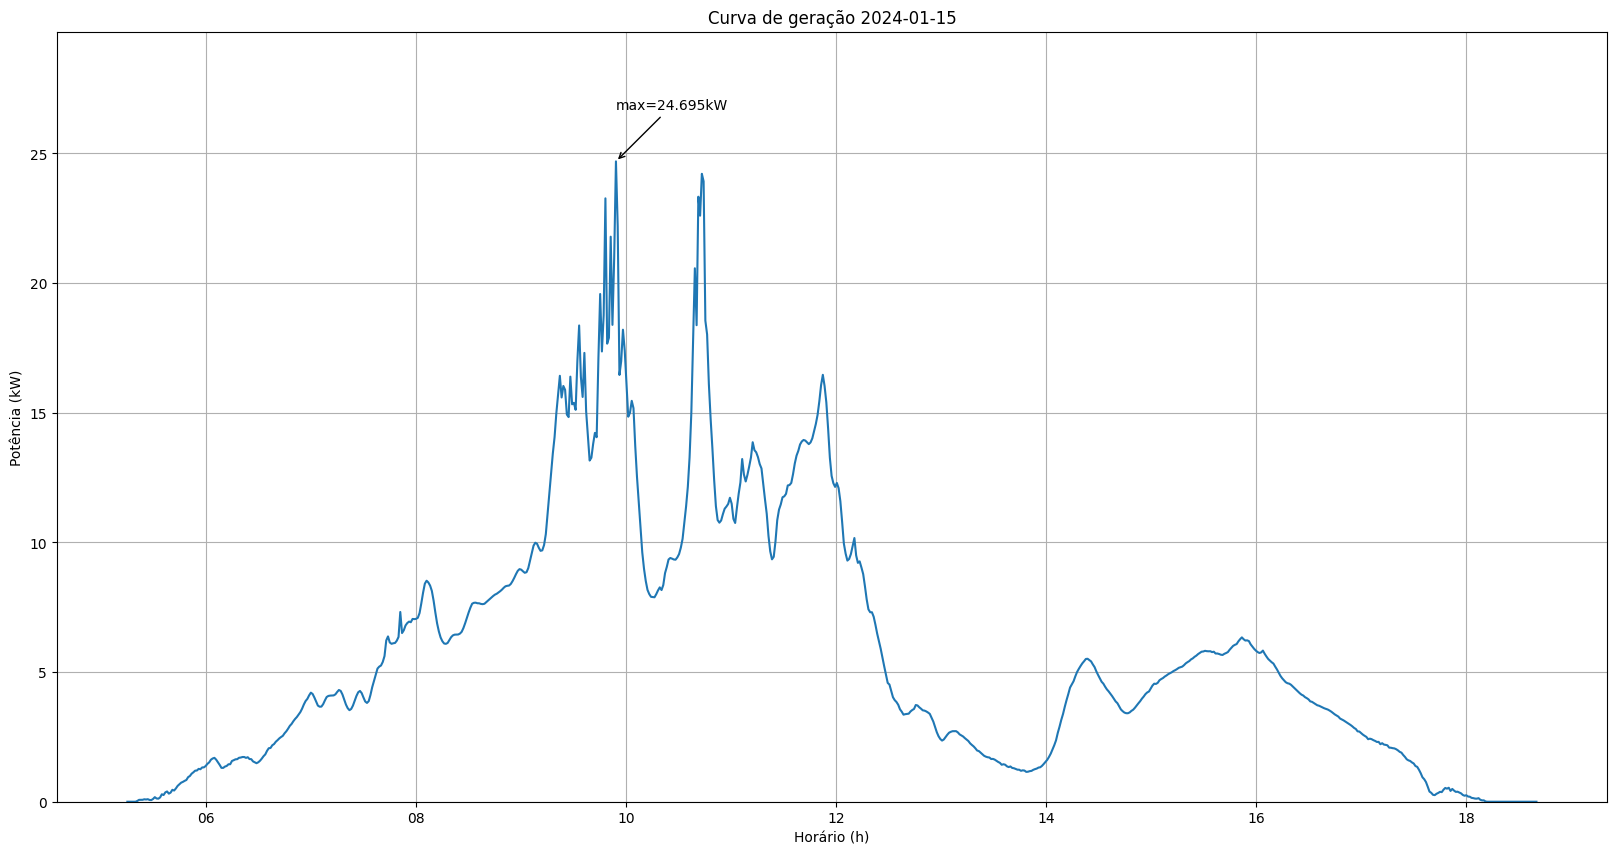 Curva de geração 2024-01-15
max=24.695kW
25
20
15
10
5
0
Potência (kW)
06 08 10 12 14 16 18
Horário (h)